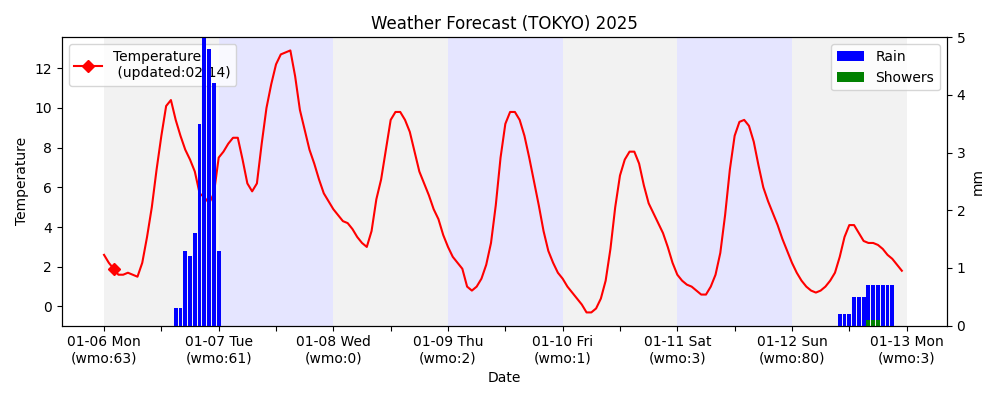 Weather Forecast (TOKYO) 2025
Temperature
(updated:02:14)
Rain
Showers
12
10
8
6
4
2
0
Temperature
5
4
3
2
1
0
mm
01-06 Mon
(wmo:63)
01-07 Tue
(wmo:61)
01-08 Wed
(wmo:0)
01-09 Thu
(wmo:2)
01-10 Fri
(wmo:1)
01-11 Sat
(wmo:3)
01-12 Sun
(wmo:80)
01-13 Mon
(wmo:3)
Date